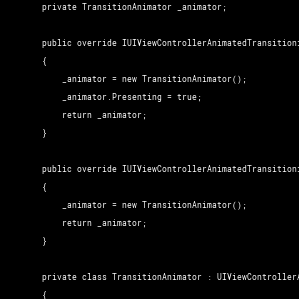 private TransitionAnimator _animator;
public override IUIViewControllerAnimatedTransitioni
{
_animator = new TransitionAnimator();
_animator.Presenting = true;
return _animator;
}
public override IUIViewControllerAnimatedTransitioni
{
_animator = new TransitionAnimator();
return _animator;
}
private class TransitionAnimator : UIViewControllerA
{